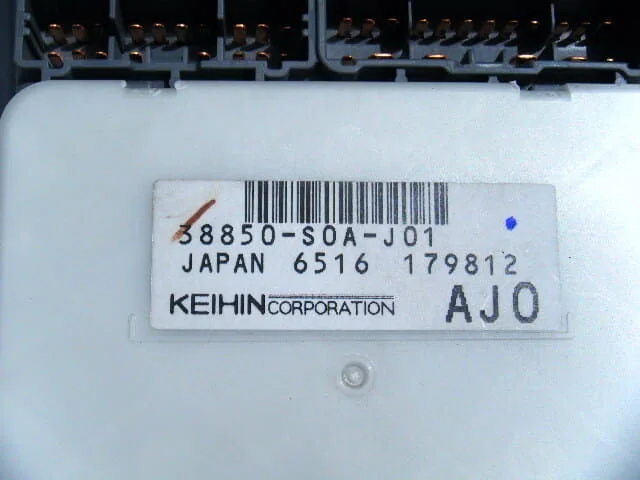 38850-S0A-J01
JAPAN 6516 179812
KEIHIN CORPORATION AJ0